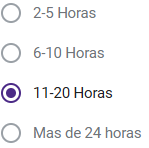 2-5 Horas
6-10 Horas
11-20 Horas
Mas de 24 horas